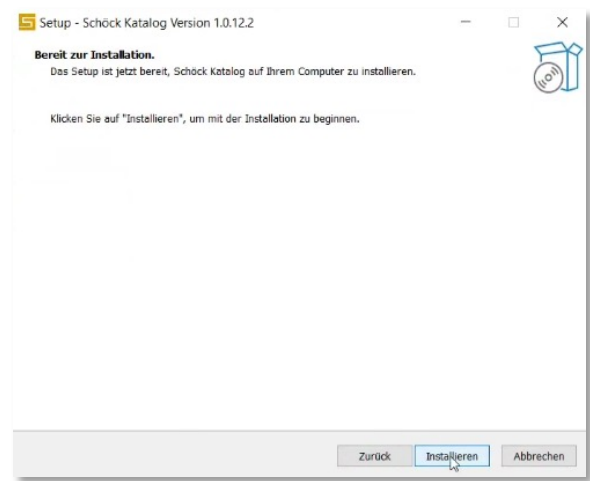 Setup - Schöck Katalog Version 1.0.12.2
Bereit zur Installation.
Das Setup ist jetzt bereit, Schöck Katalog auf Ihrem Computer zu installieren.
Klicken Sie auf "Installieren", um mit der Installation zu beginnen.
Zurück Installieren Abbrechen